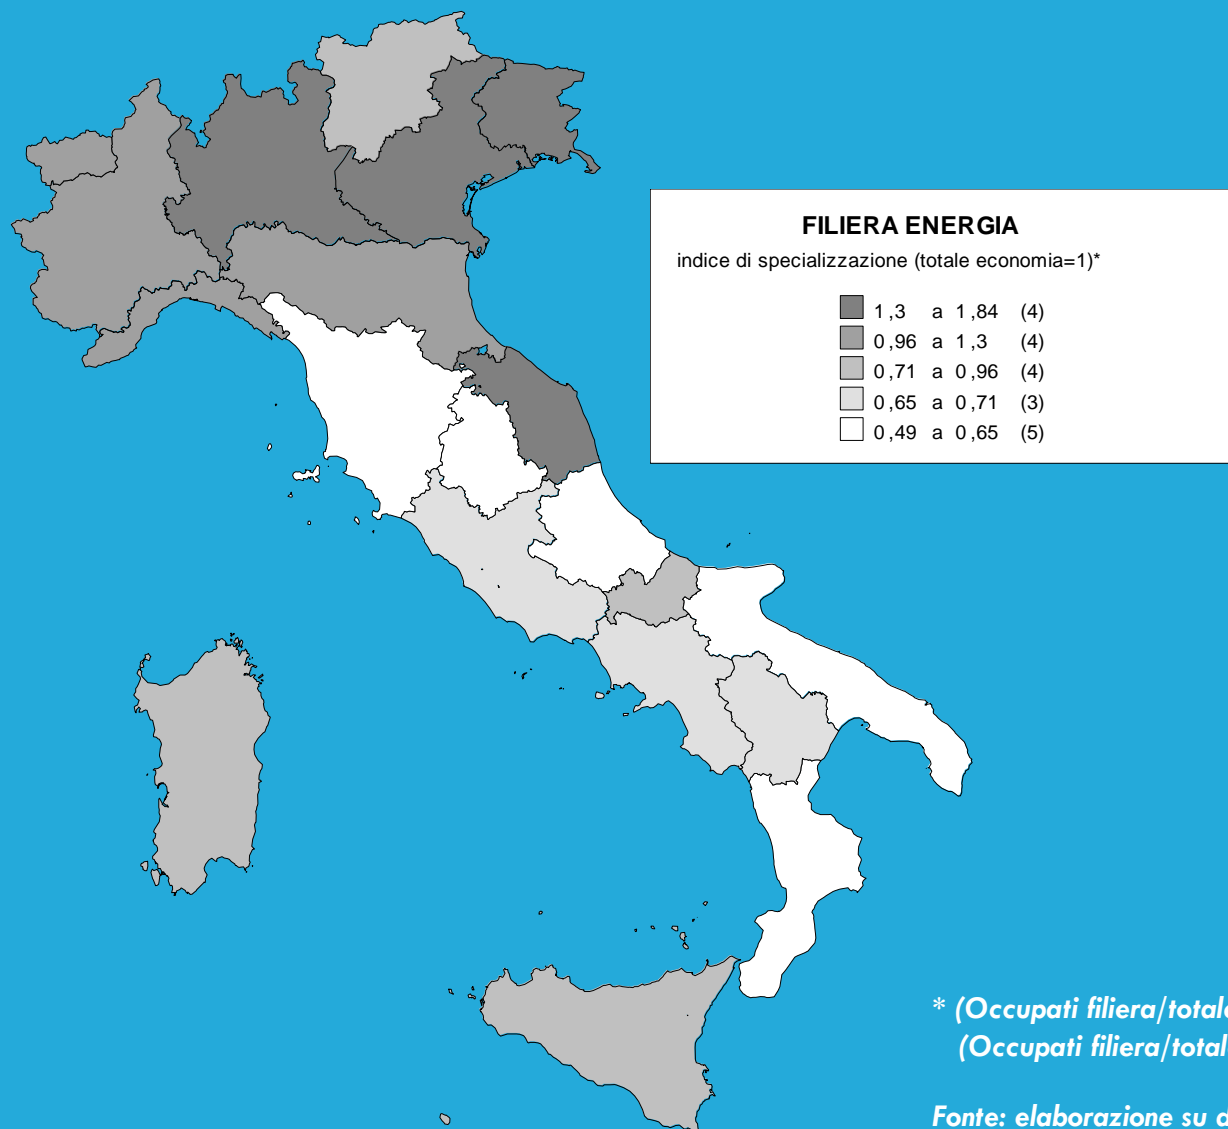 FILIERA ENERGIA
indice di specializzazione (totale economia=1)*
1,3 a 1,84 (4)
0,96 a 1,3 (4)
0,71 a 0,96 (4)
0,65 a 0,71 (3)
0,49 a 0,65 (5)
* (Occupati filiera/totale
(Occupati filiera/total
Fonte: elaborazione su d